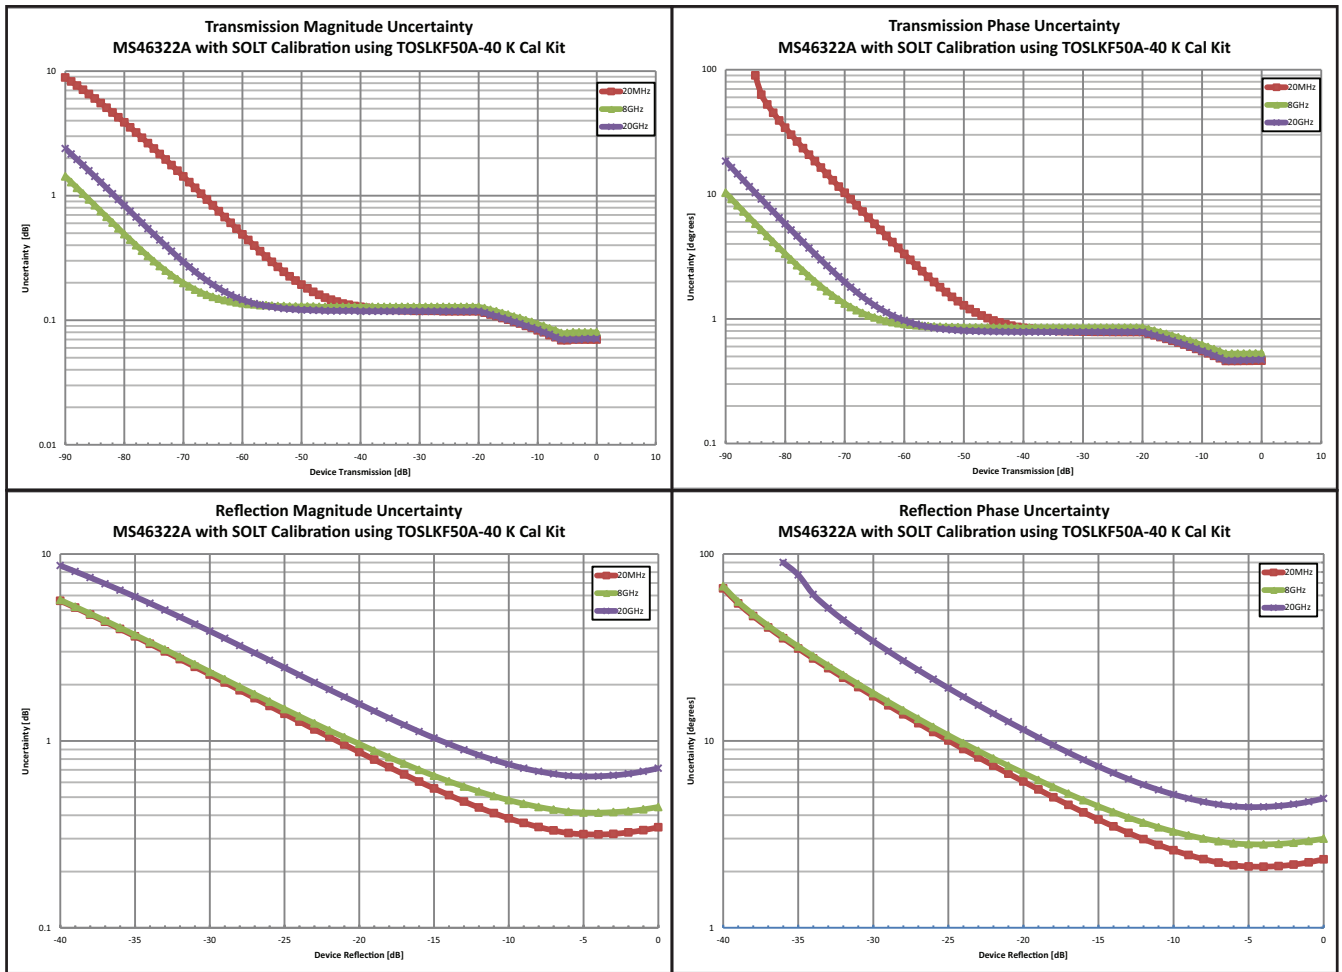 Transmission Magnitude Uncertainty
MS46322A with SOLT Calibration using TOSLKF50A-40 K Cal Kit
10
1
0.1
0.01
Uncertainty [dB]
20MHz
8GHz
20GHz
-90 -80 -70 -60 -50 -40 -30 -20 -10 0 10
Device Transmission [dB]
Transmission Phase Uncertainty
MS46322A with SOLT Calibration using TOSLKF50A-40 K Cal Kit
100
10
1
0.1
Uncertainty [degrees]
20MHz
8GHz
20GHz
-90 -80 -70 -60 -50 -40 -30 -20 -10 0 10
Device Transmission [dB]
Reflection Magnitude Uncertainty
MS46322A with SOLT Calibration using TOSLKF50A-40 K Cal Kit
10
1
0.1
Uncertainty [dB]
20MHz
8GHz
20GHz
-40 -35 -30 -25 -20 -15 -10 -5 0
Device Reflection [dB]
Reflection Phase Uncertainty
MS46322A with SOLT Calibration using TOSLKF50A-40 K Cal Kit
100
10
1
Uncertainty [degrees]
20MHz
8GHz
20GHz
-40 -35 -30 -25 -20 -15 -10 -5 0
Device Reflection [dB]